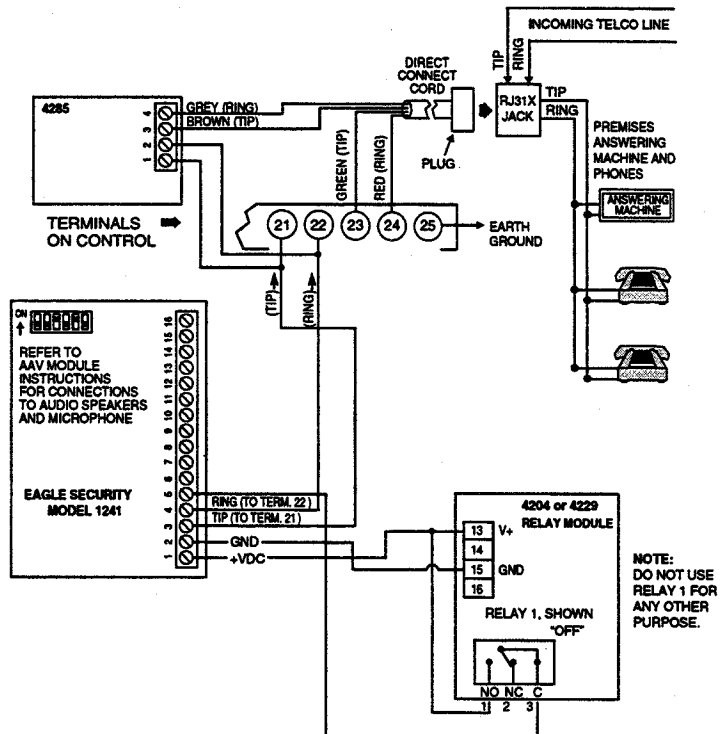 INCOMING TELCO LINE
TIP
RING
DIRECT
CONNECT
CORD
4285
4
3
2
1
GREY (RING)
BROWN (TIP)
RJ31X
JACK
TIP
RING
PLUG
GREEN (TIP)
RED (RING)
PREMISES
ANSWERING
MACHINE AND
PHONES
ANSWERING
MACHINE
TERMINALS
ON CONTROL
21
22
23
24
25
EARTH
GROUND
(TIP)
(RING)
ON
REFER TO
AAV MODULE
INSTRUCTIONS
FOR CONNECTIONS
TO AUDIO SPEAKERS
AND MICROPHONE
EAGLE SECURITY
MODEL 1241
16
15
14
13
12
11
10
9
8
7
6
5
4
3
2
1
RING (TO TERM. 22 )
TIP (TO TERM. 21)
GND
+VDC
4204 or 4229
RELAY MODULE
13
V+
14
15
GND
16
RELAY 1, SHOWN
"OFF"
NO NC C
1 2 3
NOTE:
DO NOT USE
RELAY 1 FOR
ANY OTHER
PURPOSE.